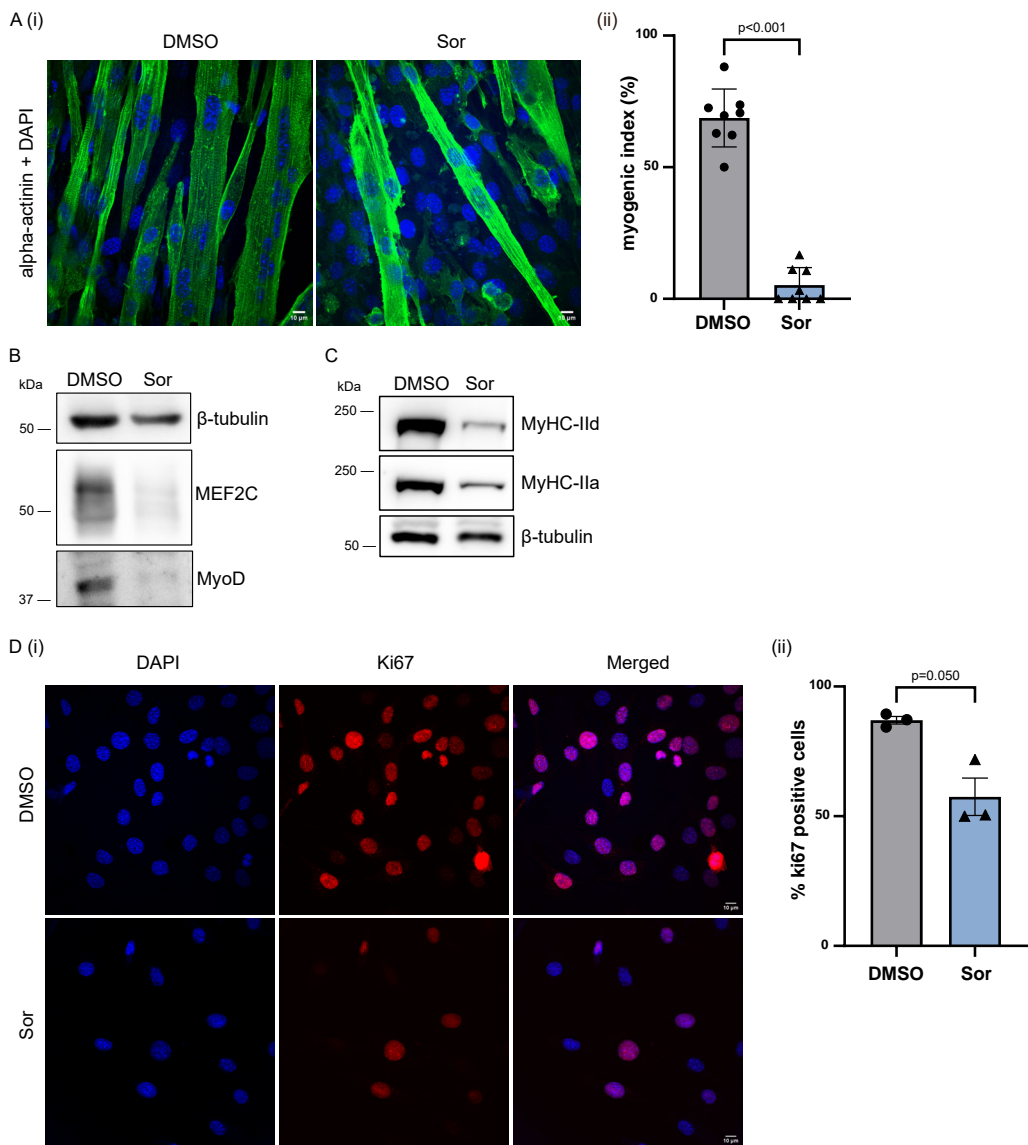 A (i)
DMSO
Sor
alpha-actinin + DAPI
10 µm
10 µm
(ii)
p<0.001
myogenic index (%)
100
50
0
DMSO
Sor
B
kDa
DMSO
Sor
50
β-tubulin
50
MEF2C
37
MyoD
C
kDa
DMSO
Sor
250
MyHC-IId
250
MyHC-IIa
50
β-tubulin
D (i)
DAPI
Ki67
Merged
DMSO
10 µm
Sor
10 µm
(ii)
p=0.050
% ki67 positive cells
100
50
0
DMSO
Sor